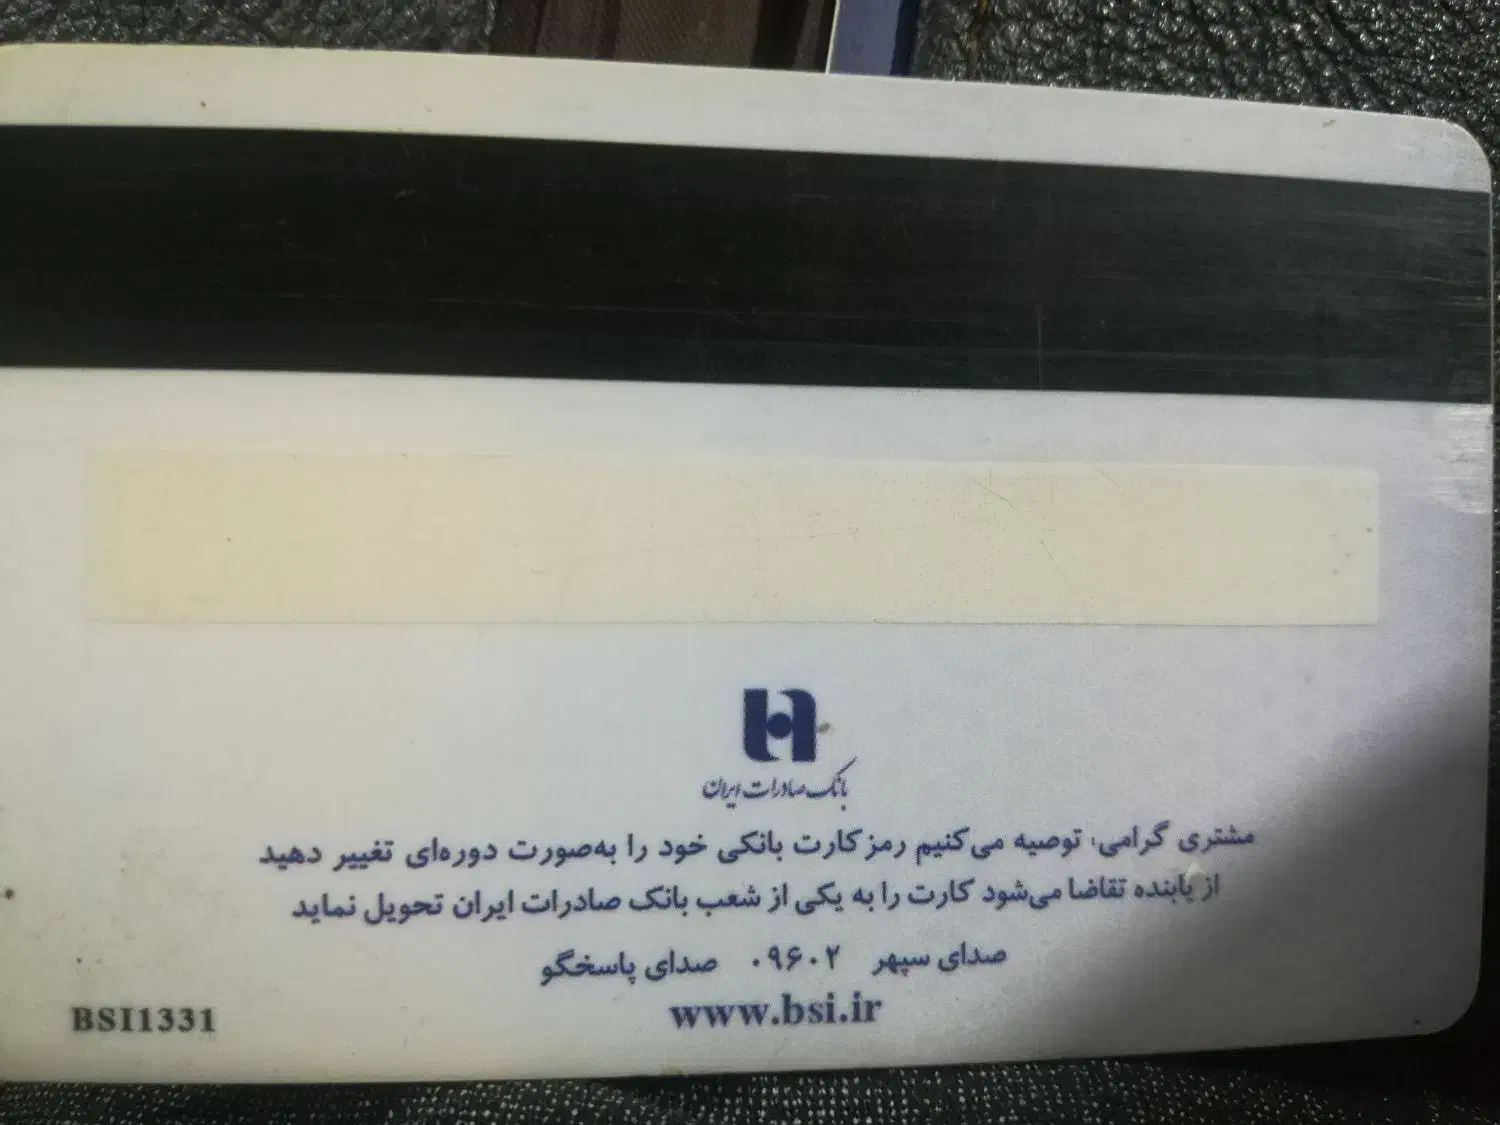 بانک صادرات ایران
مشتری گرامی، توصیه می‌کنیم رمز کارت بانکی خود را به‌صورت دوره‌ای تغییر دهید
از یابنده تقاضا می‌شود کارت را به یکی از شعب بانک صادرات ایران تحویل نماید
صدای سپهر ۰۹۶۰۲ صدای پاسخگو
www.bsi.ir
BSI1331